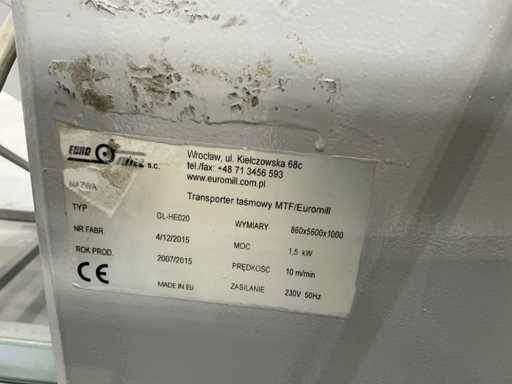 EURO MILL s.c.
Wrocław, ul. Kiełczowska 68c
tel./fax: +48 71 3456 593
www.euromill.com.pl
NAZWA Transporter taśmowy MTF/Euromill
TYP GL-HE020 WYMIARY 860x5600x1000
NR FABR. 4/12/2015 MOC 1,5 kW
ROK PROD. 2007/2015 PRĘDKOŚĆ 10 m/min
CE MADE IN EU ZASILANIE 230V 50Hz